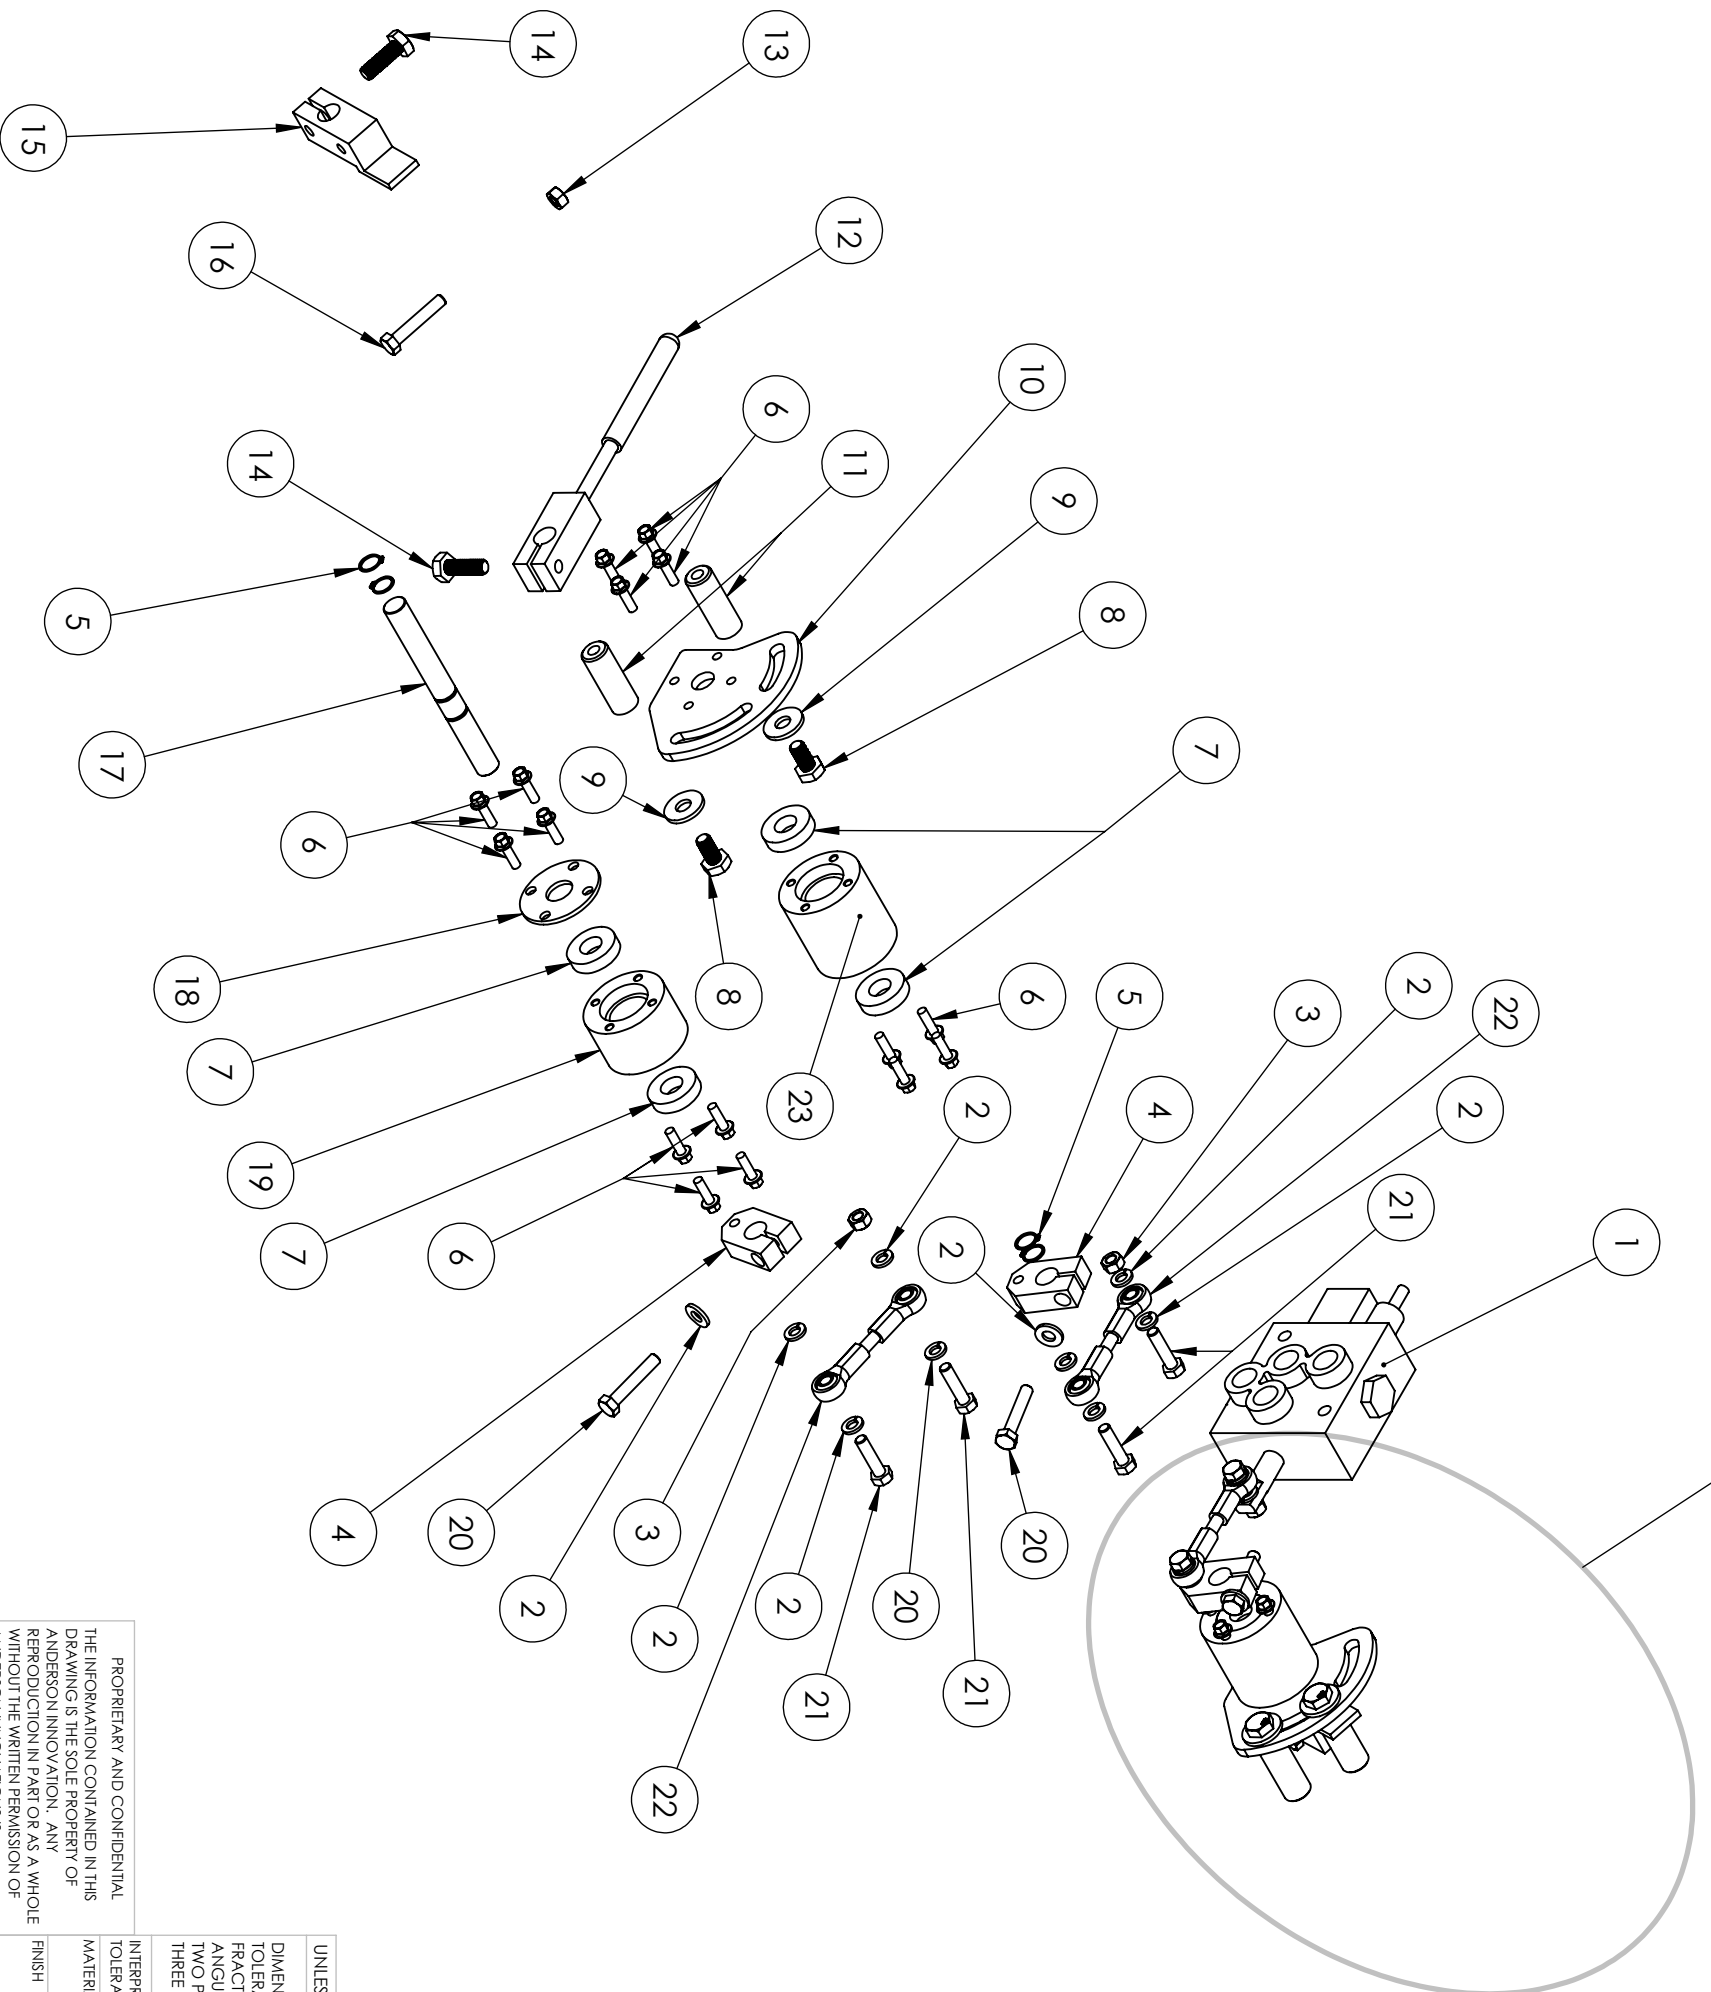 1
22
2
2
21
3
7
4
5
8
9
10
6
20
2
21
2
20
12
11
23
21
13
6
2
8
2
22
3
9
14
2
6
20
6
4
14
19
7
16
7
18
17
5
15
PROPRIETARY AND CONFIDENTIAL
THE INFORMATION CONTAINED IN THIS
DRAWING IS THE SOLE PROPERTY OF
ANDERSON INNOVATION. ANY
REPRODUCTION IN PART OR AS A WHOLE
WITHOUT THE WRITTEN PERMISSION OF
UNLES
DIMEN
TOLERA
FRACT
ANGU
TWO P
THREE
INTERPR
TOLERA
MATERI
FINISH